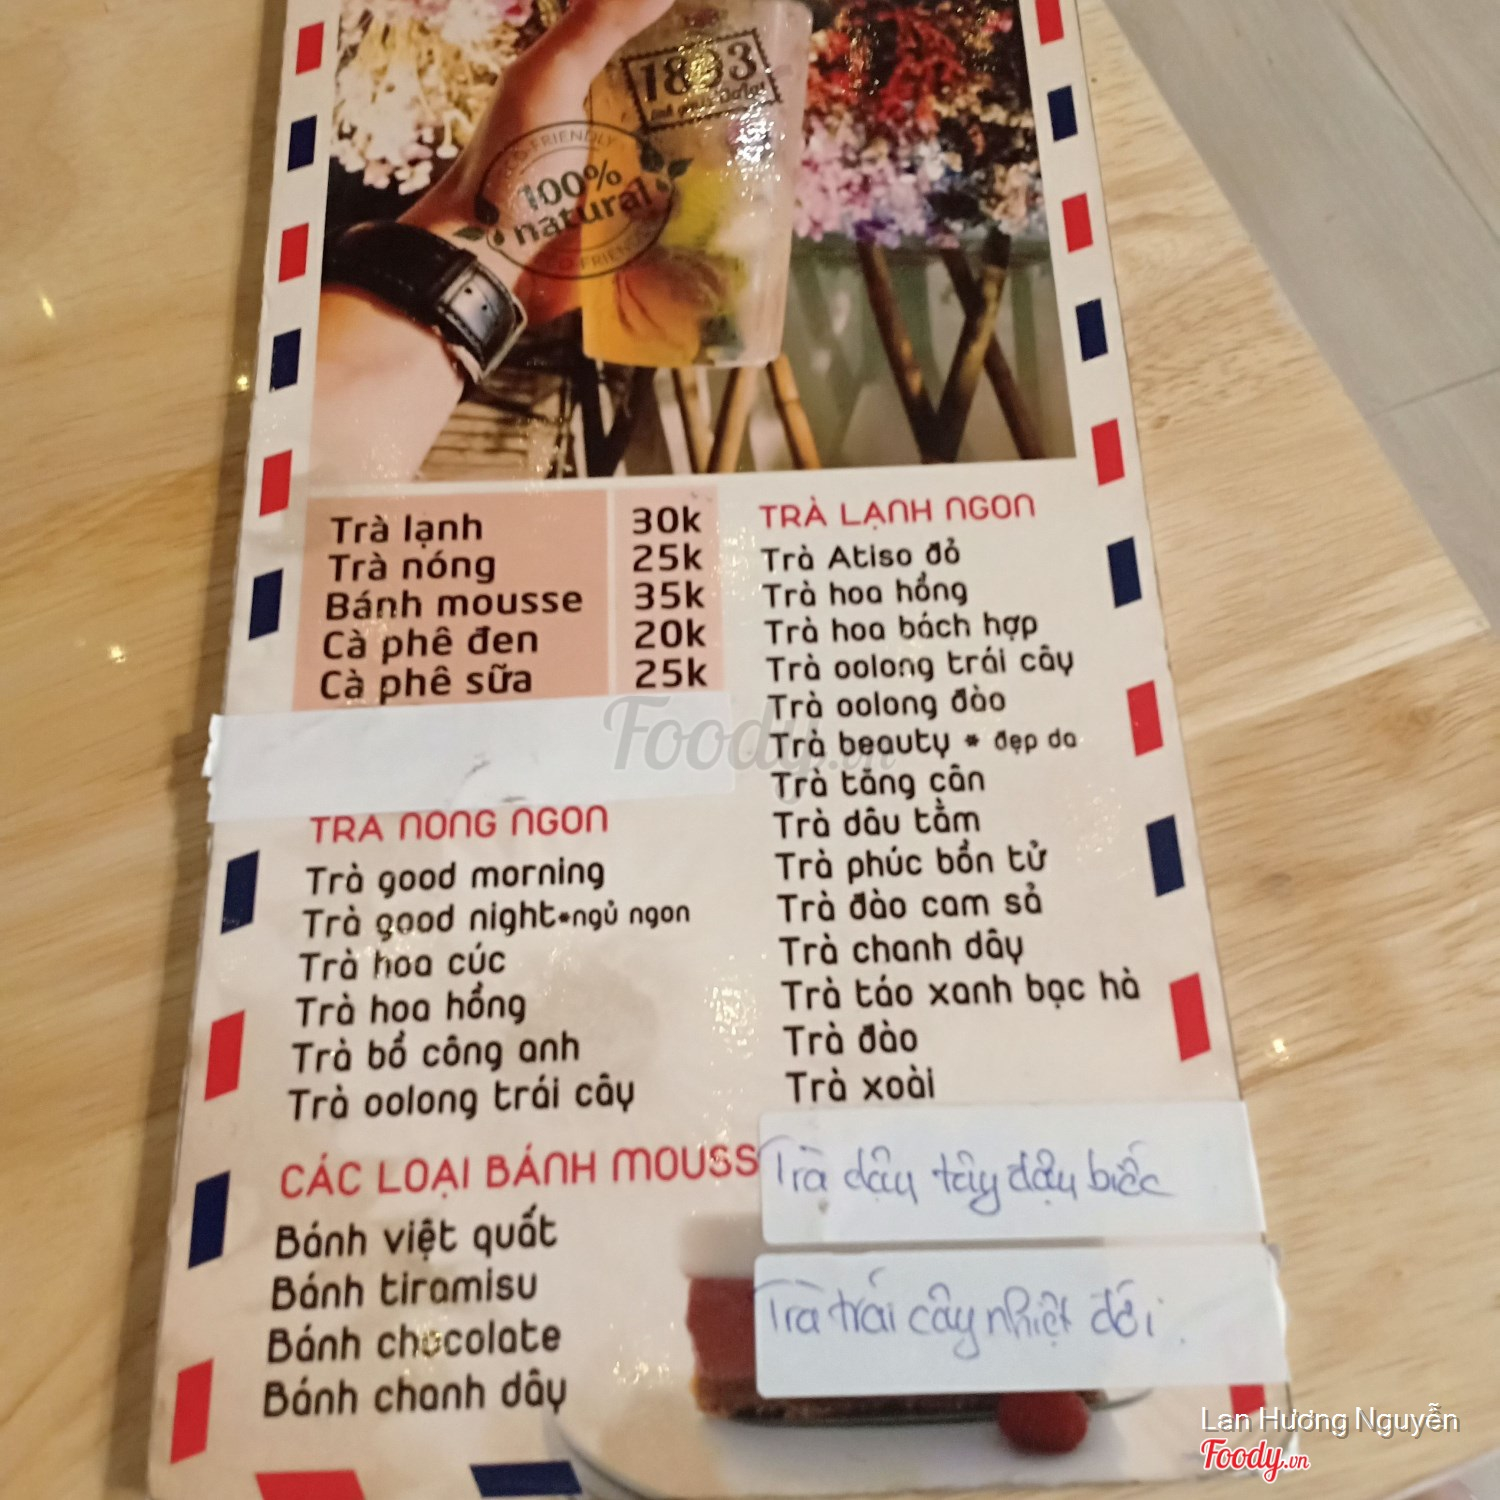 1893
FRIENDLY
100%
natural
FRIENDLY
Trà lạnh 30k
Trà nóng 25k
Bánh mousse 35k
Cà phê đen 20k
Cà phê sữa 25k
TRÀ NÓNG NGON
Trà good morning
Trà good night*ngủ ngon
Trà hoa cúc
Trà hoa hồng
Trà bồ công anh
Trà oolong trái cây
CÁC LOẠI BÁNH MOUSS
Bánh việt quất
Bánh tiramisu
Bánh chocolate
Bánh chanh dây
TRÀ LẠNH NGON
Trà Atiso đỏ
Trà hoa hồng
Trà hoa bách hợp
Trà oolong trái cây
Trà oolong đào
Trà beauty * đẹp da
Trà tăng cân
Trà dâu tằm
Trà phúc bồn tử
Trà đào cam sả
Trà chanh dây
Trà táo xanh bạc hà
Trà đào
Trà xoài
Trà dâu tây đậu biếc
Trà trái cây nhiệt đới.
Foody.vn
Lan Hương Nguyễn
Foody.vn